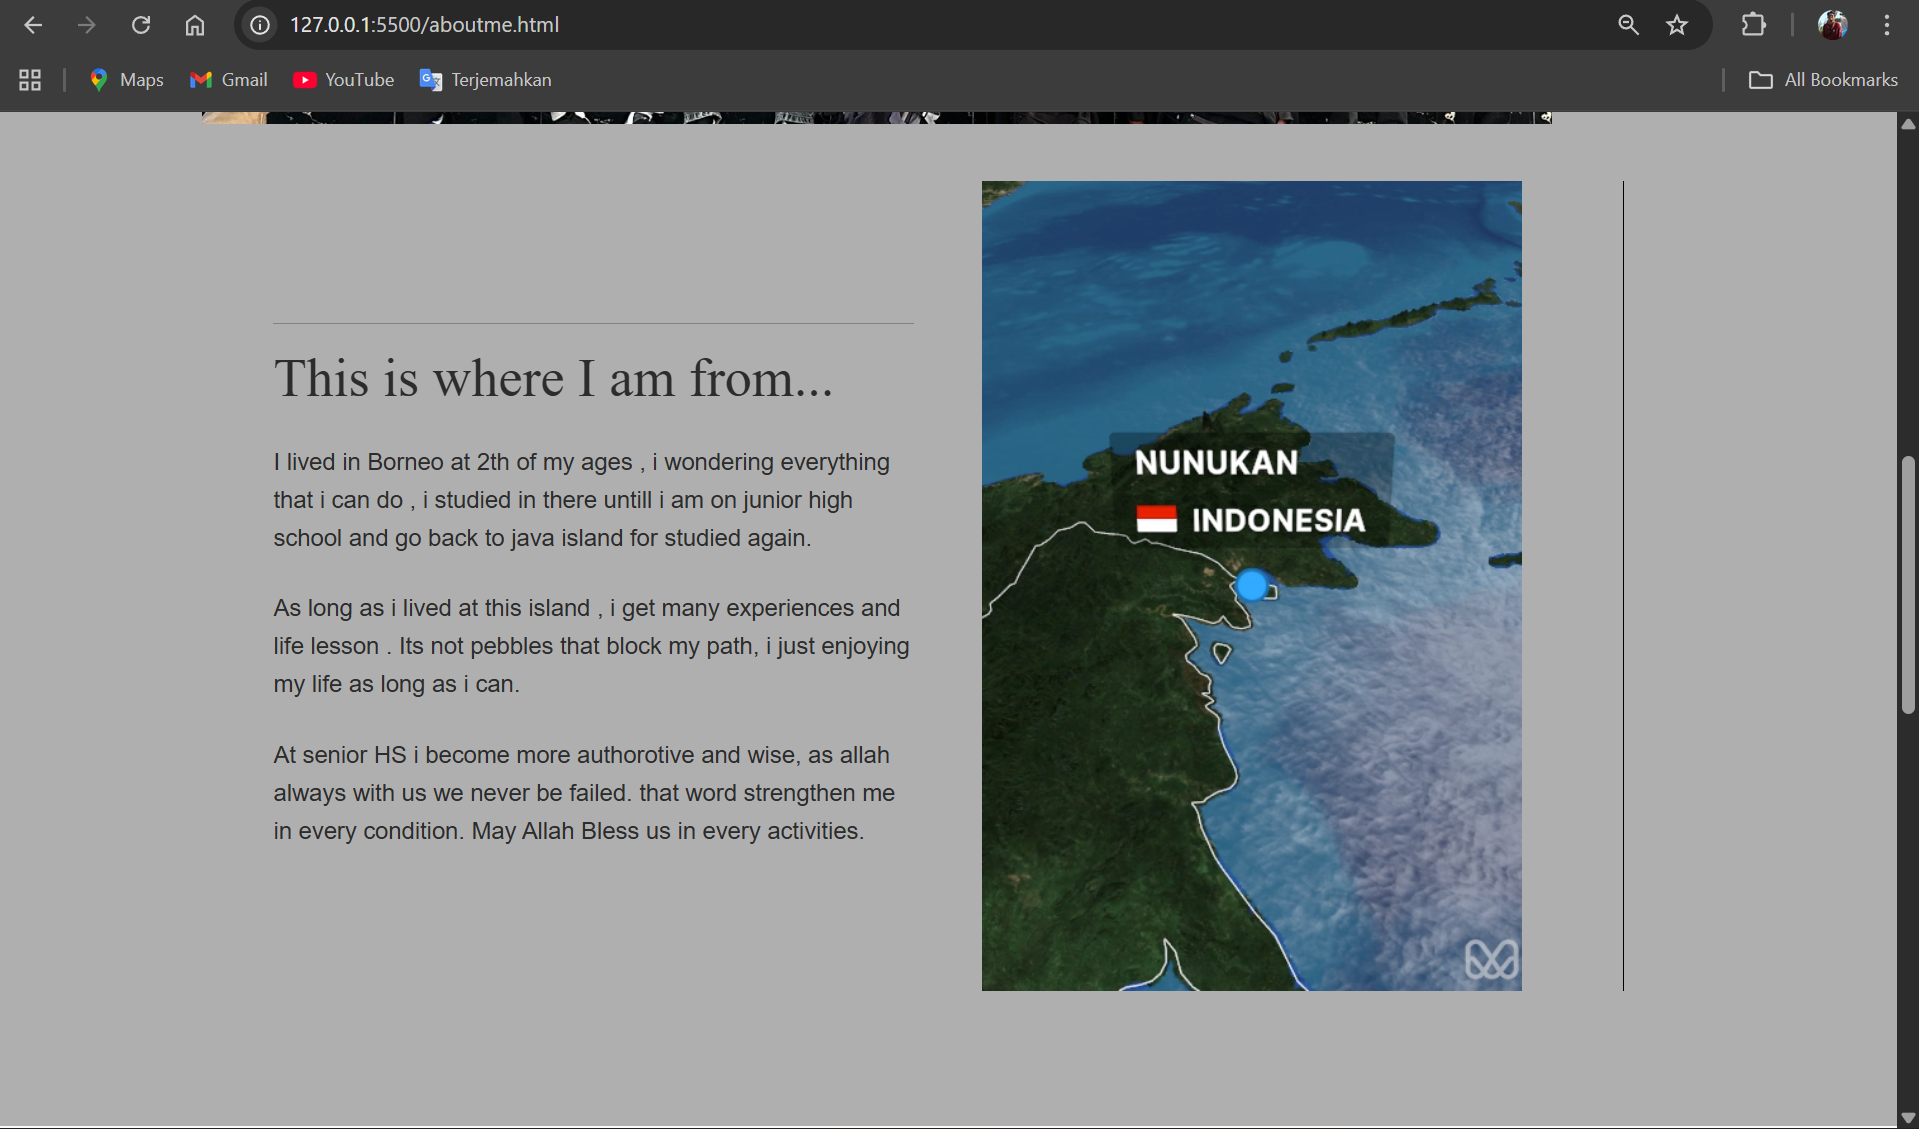 127.0.0.1:5500/aboutme.html
Maps
Gmail
YouTube
Terjemahkan
All Bookmarks
This is where I am from...
I lived in Borneo at 2th of my ages , i wondering everything
that i can do , i studied in there untill i am on junior high
school and go back to java island for studied again.
As long as i lived at this island , i get many experiences and
life lesson . Its not pebbles that block my path, i just enjoying
my life as long as i can.
At senior HS i become more authorotive and wise, as allah
always with us we never be failed. that word strengthen me
in every condition. May Allah Bless us in every activities.
NUNUKAN
INDONESIA